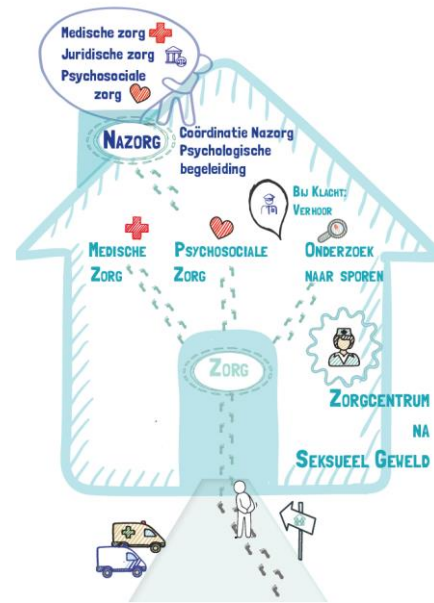 Medische zorg
Juridische zorg
Psychosociale
zorg
Nazorg
Coördinatie Nazorg
Psychologische
begeleiding
Bij Klacht:
Verhoor
Medische
Zorg
Psychosociale
Zorg
Onderzoek
naar sporen
Zorg
Zorgcentrum
na
Seksueel Geweld